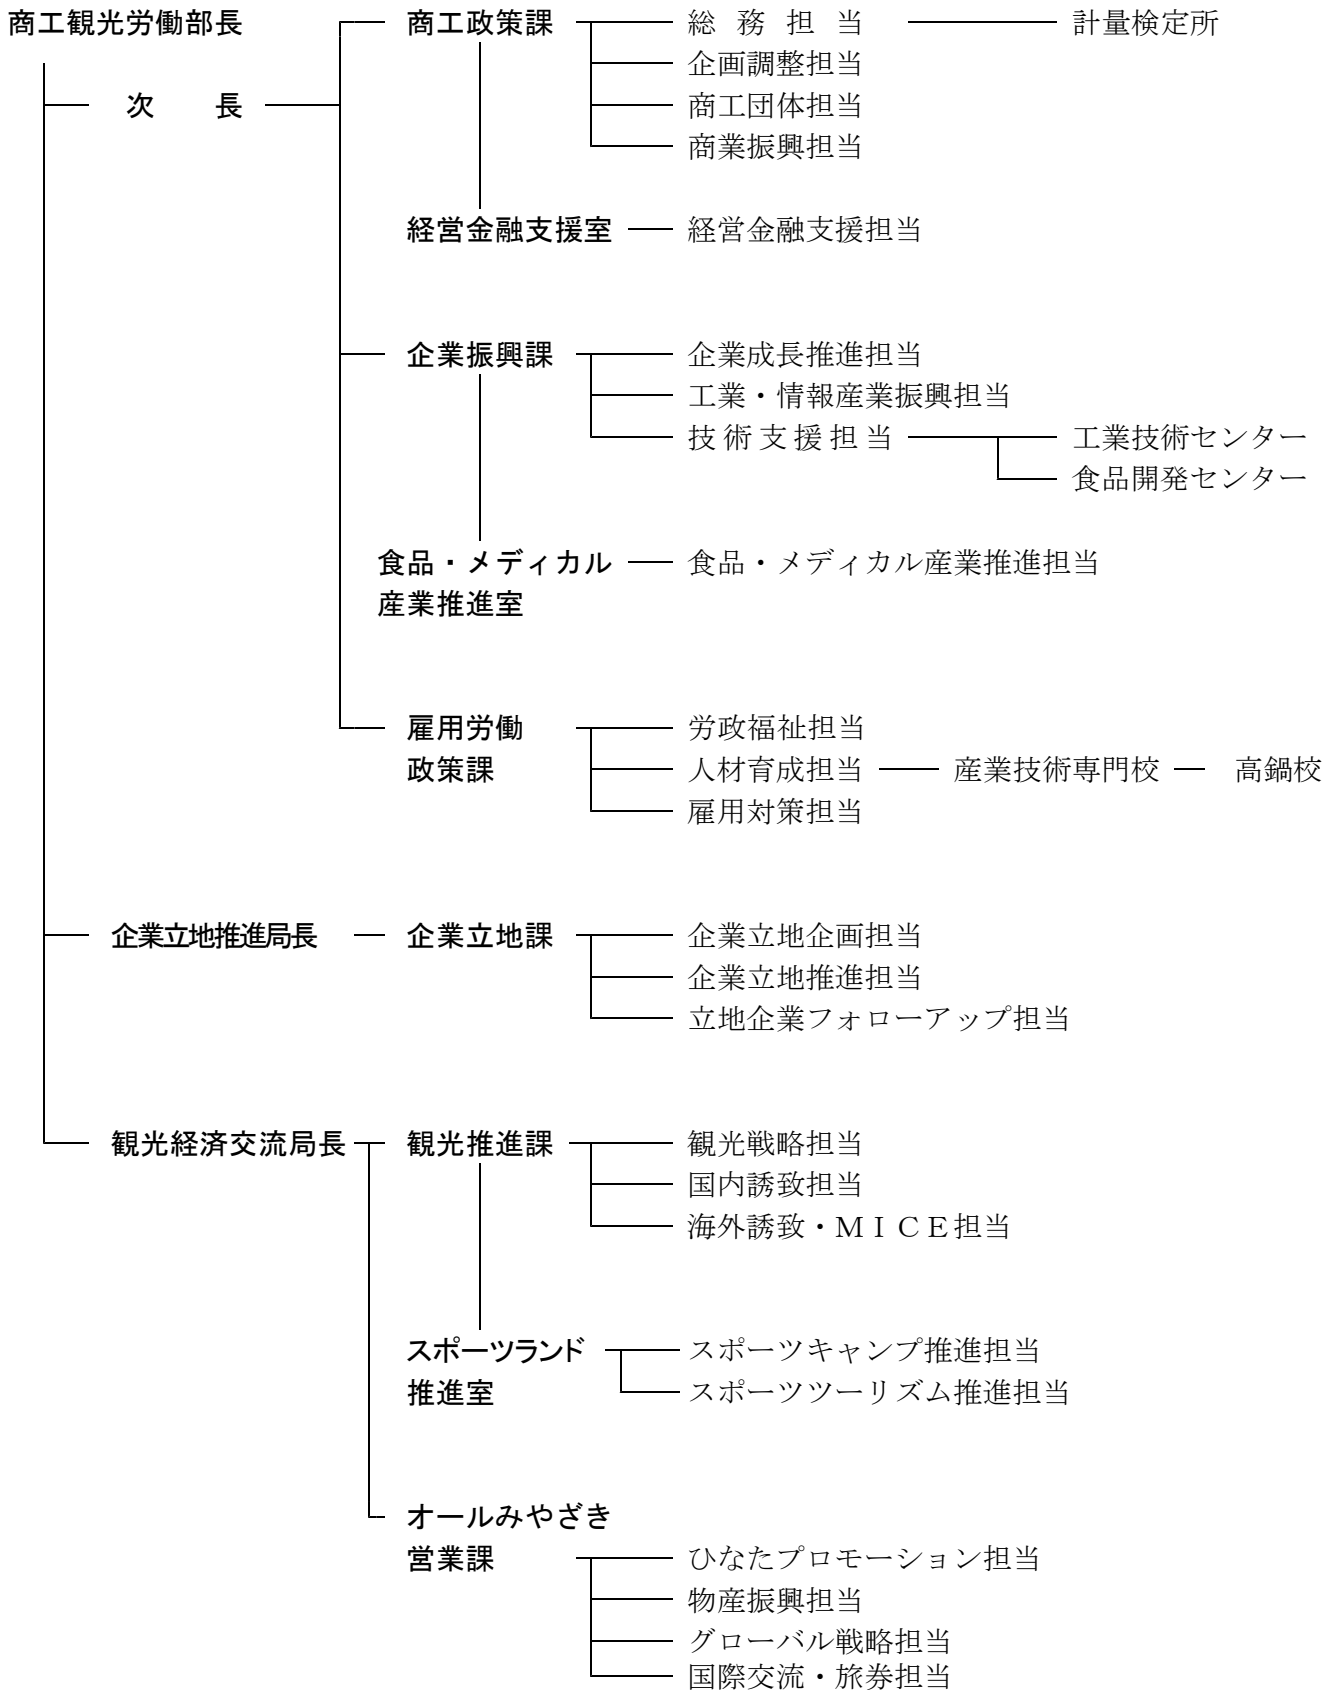 商工観光労働部長 商工政策課 総務担当 計量検定所
企画調整担当
次長 商工団体担当
商業振興担当
経営金融支援室 経営金融支援担当
企業振興課 企業成長推進担当
工業・情報産業振興担当
技術支援担当 工業技術センター
食品開発センター
食品・メディカル 食品・メディカル産業推進担当
産業推進室
雇用労働 労政福祉担当
政策課 人材育成担当 産業技術専門校 高鍋校
雇用対策担当
企業立地推進局長 企業立地課 企業立地企画担当
企業立地推進担当
立地企業フォローアップ担当
観光経済交流局長 観光推進課 観光戦略担当
国内誘致担当
海外誘致・ＭＩＣＥ担当
スポーツランド スポーツキャンプ推進担当
推進室 スポーツツーリズム推進担当
オールみやざき
営業課 ひなたプロモーション担当
物産振興担当
グローバル戦略担当
国際交流・旅券担当